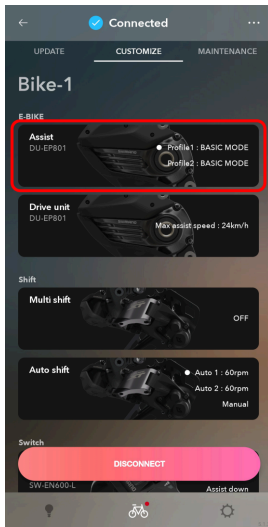 Connected
UPDATE
CUSTOMIZE
MAINTENANCE
Bike-1
E-BIKE
Assist
DU-EP801
Profile1 : BASIC MODE
Profile2 : BASIC MODE
Drive unit
DU-EP801
Max assist speed : 24km/h
Shift
Multi shift
OFF
Auto shift
Auto 1 : 60rpm
Auto 2 : 60rpm
Manual
Switch
DISCONNECT
SW-EN600-L
Assist down